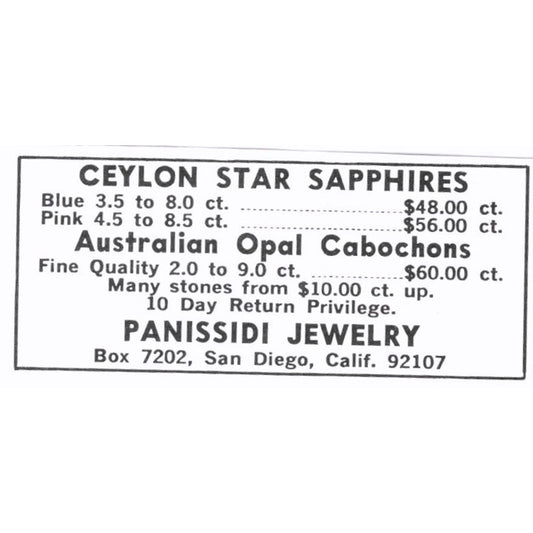 CEYLON STAR SAPPHIRES
Blue 3.5 to 8.0 ct. ........................ $48.00 ct.
Pink 4.5 to 8.5 ct. ........................ $56.00 ct.
Australian Opal Cabochons
Fine Quality 2.0 to 9.0 ct. ............. $60.00 ct.
Many stones from $10.00 ct. up.
10 Day Return Privilege.
PANISSIDI JEWELRY
Box 7202, San Diego, Calif. 92107